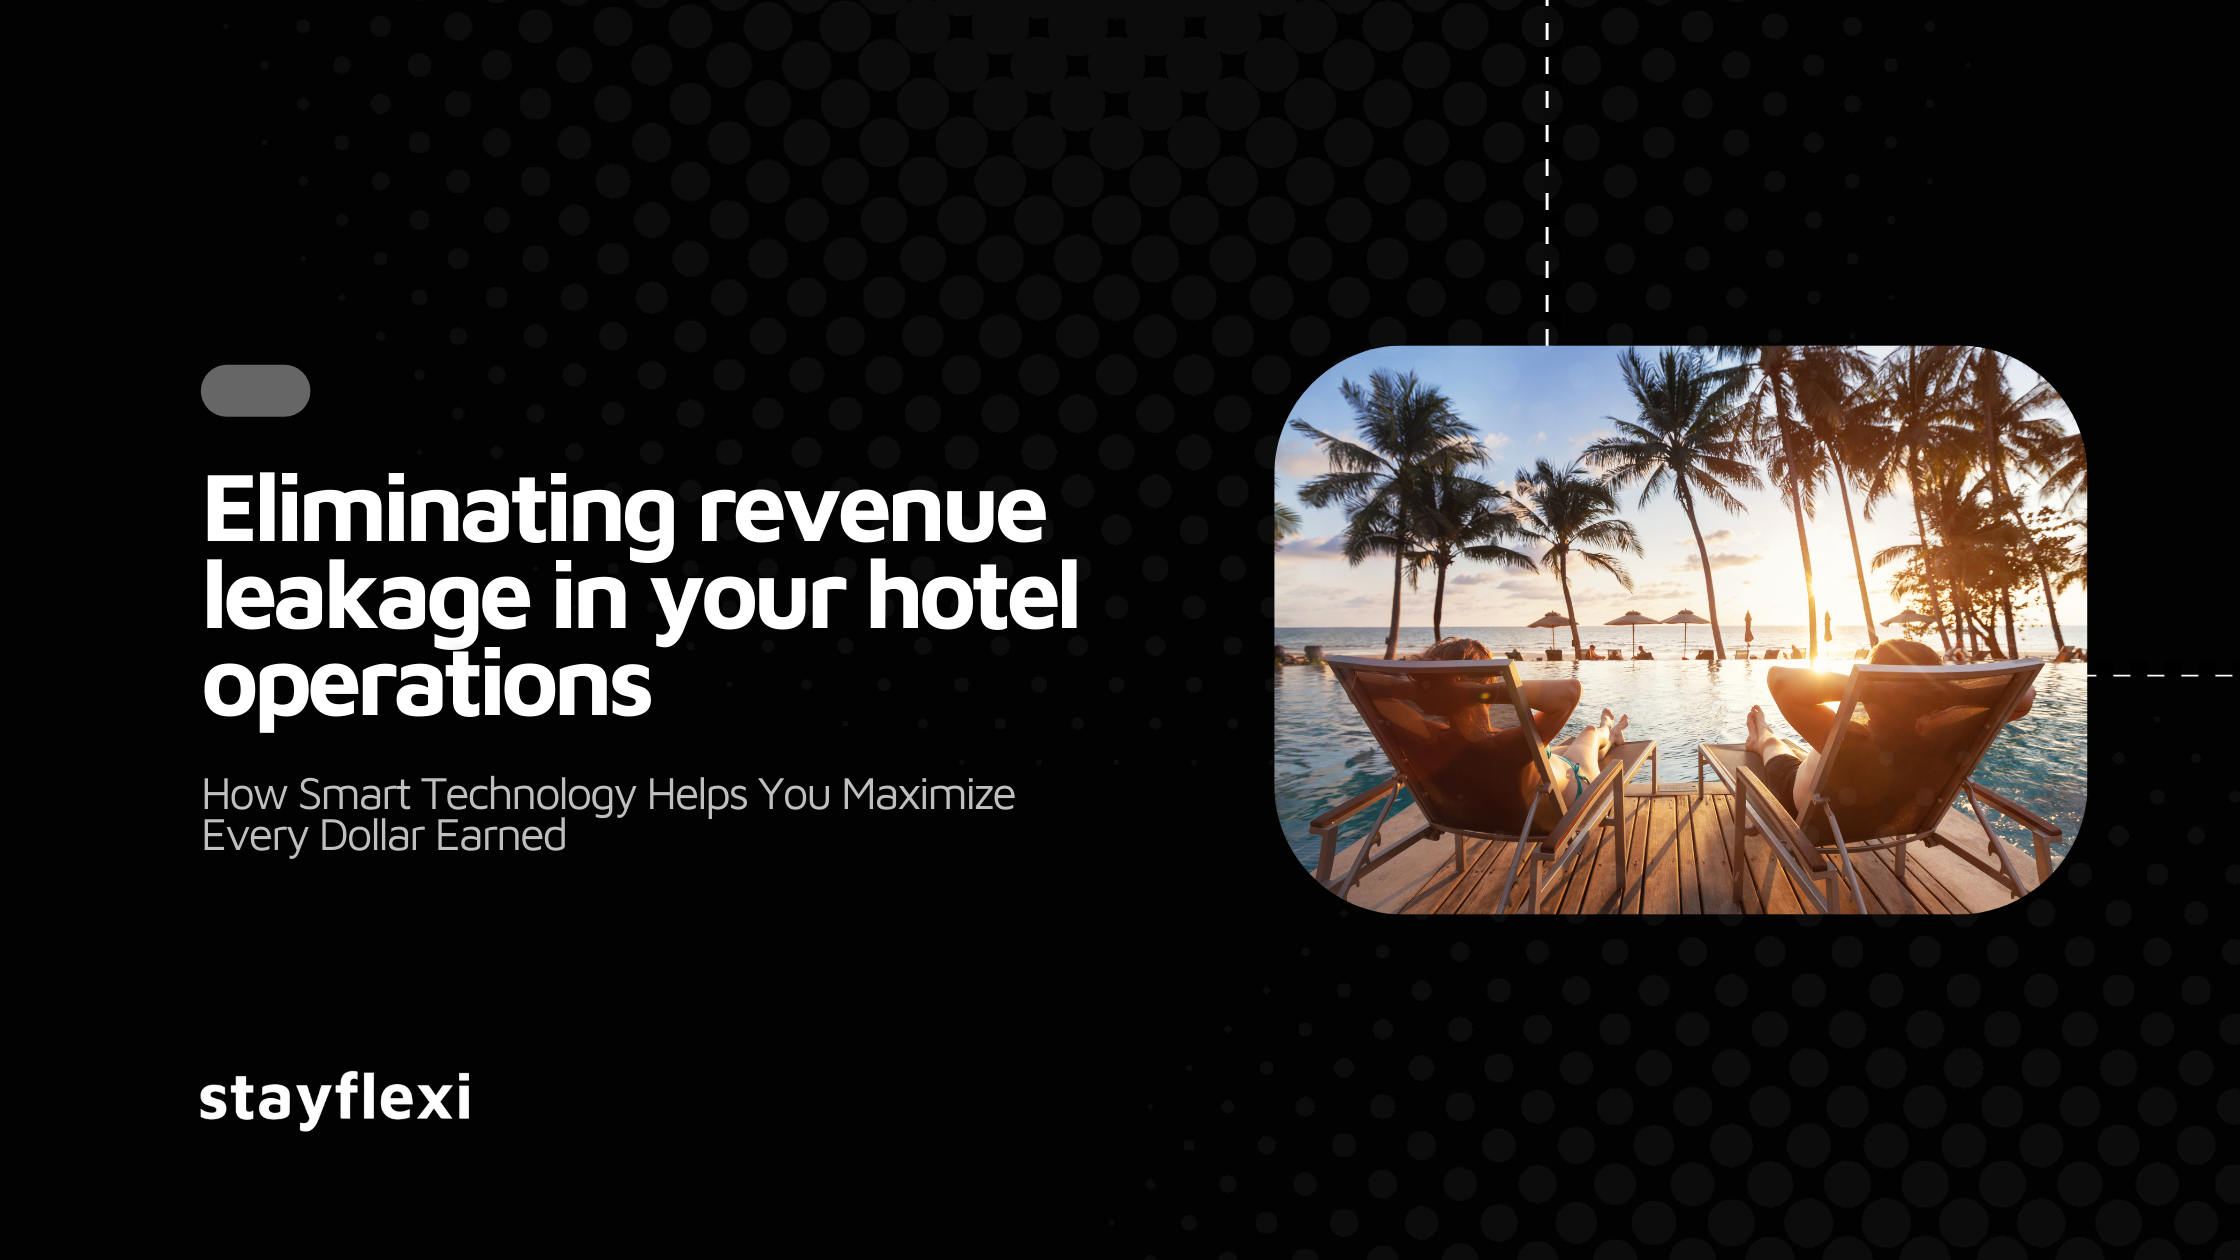 Eliminating revenue
leakage in your hotel
operations
How Smart Technology Helps You Maximize
Every Dollar Earned
stayflexi